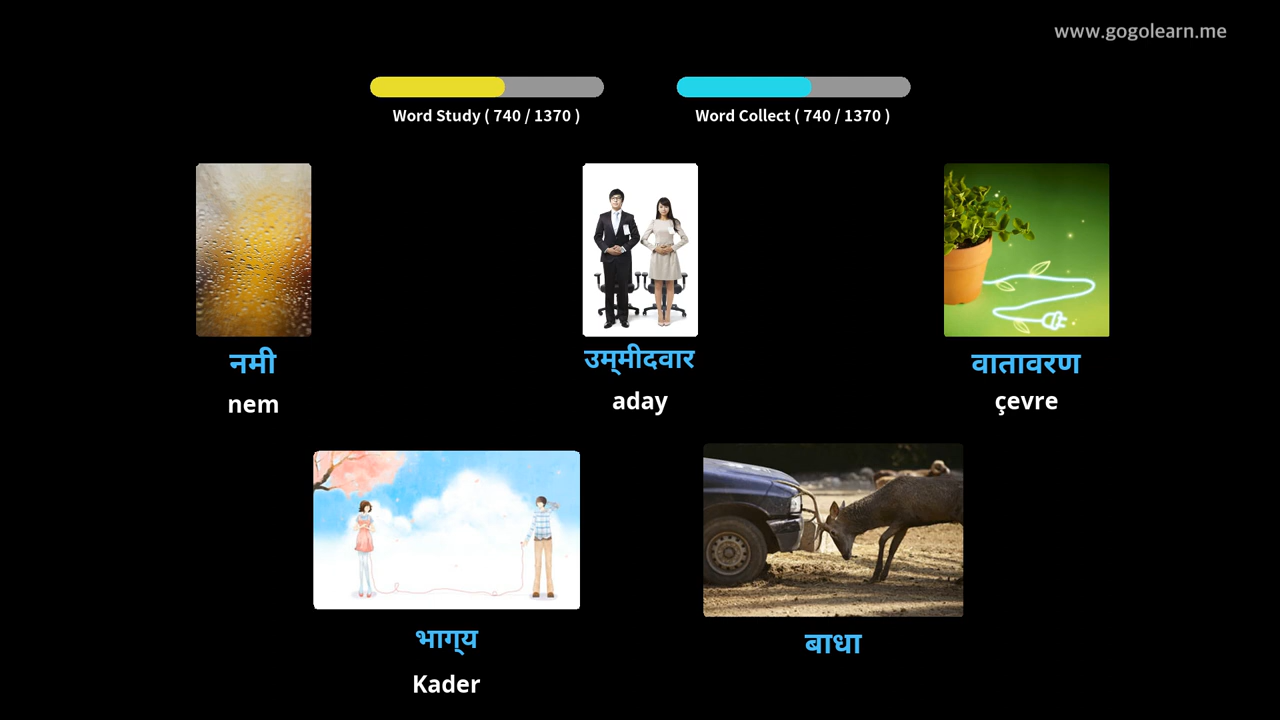 www.gogolearn.me
Word Study ( 740 / 1370 )
Word Collect ( 740 / 1370 )
नमी
nem
उम्‌मीदवार
aday
वातावरण
çevre
भाग्‌य
Kader
बाधा